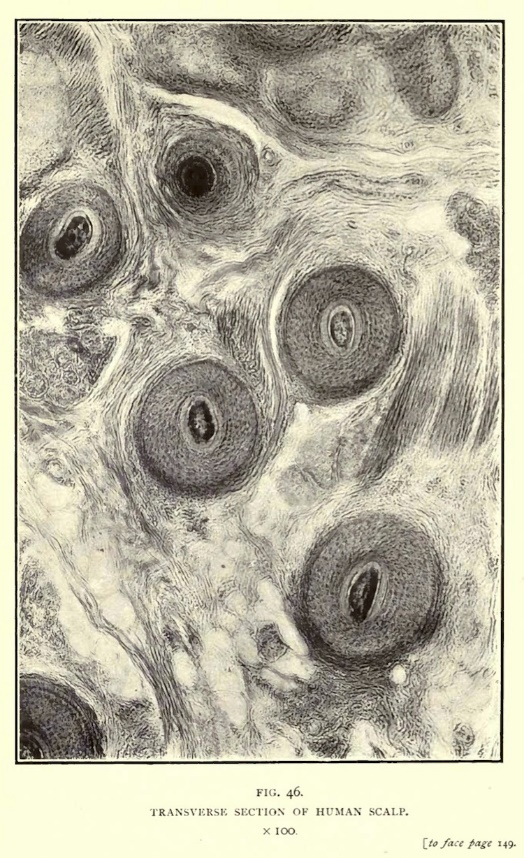 FIG. 46.
TRANSVERSE SECTION OF HUMAN SCALP.
× 100.
[to face page 149.